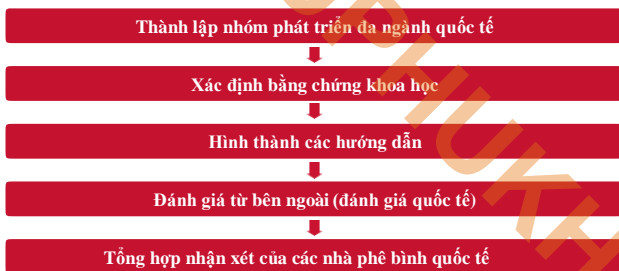 Thành lập nhóm phát triển đa ngành quốc tế
Xác định bằng chứng khoa học
Hình thành các hướng dẫn
Đánh giá từ bên ngoài (đánh giá quốc tế)
Tổng hợp nhận xét của các nhà phê bình quốc tế